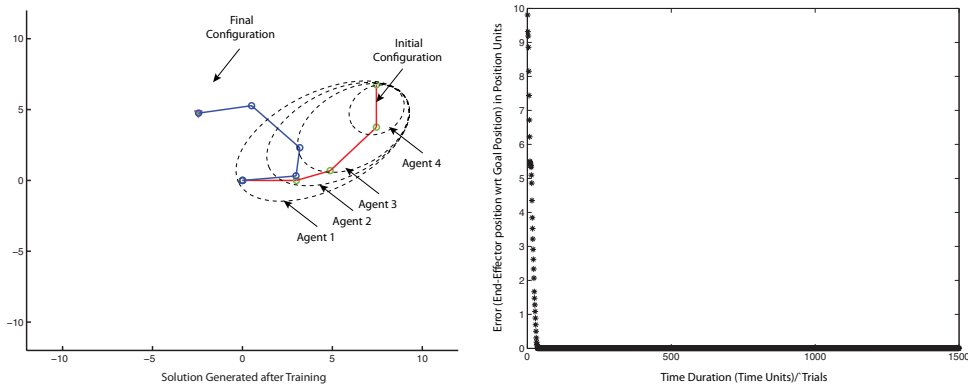 Final
Configuration
Initial
Configuration
Agent 4
Agent 3
Agent 2
Agent 1
10
5
0
−5
−10
−10
−5
0
5
10
Solution Generated after Training
Error (End-Effector position wrt Goal Position) in Position Units
10
9
8
7
6
5
4
3
2
1
0
0
500
1000
1500
Time Duration (Time Units)/`Trials